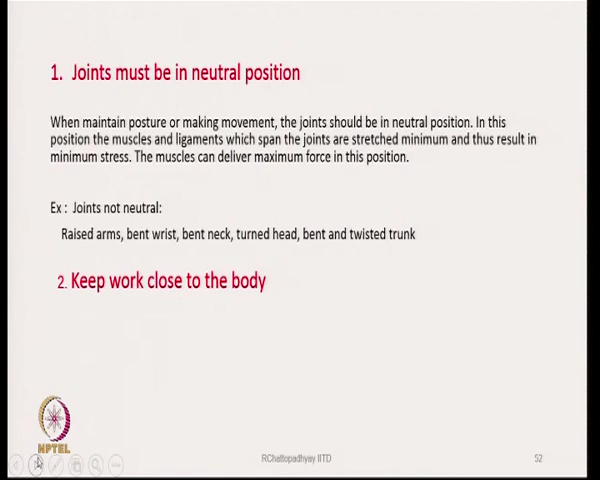 1. Joints must be in neutral position
When maintain posture or making movement, the joints should be in neutral position. In this
position the muscles and ligaments which span the joints are stretched minimum and thus result in
minimum stress. The muscles can deliver maximum force in this position.
Ex : Joints not neutral:
Raised arms, bent wrist, bent neck, turned head, bent and twisted trunk
2. Keep work close to the body
NPTEL
RChattopadhyay IITD
52